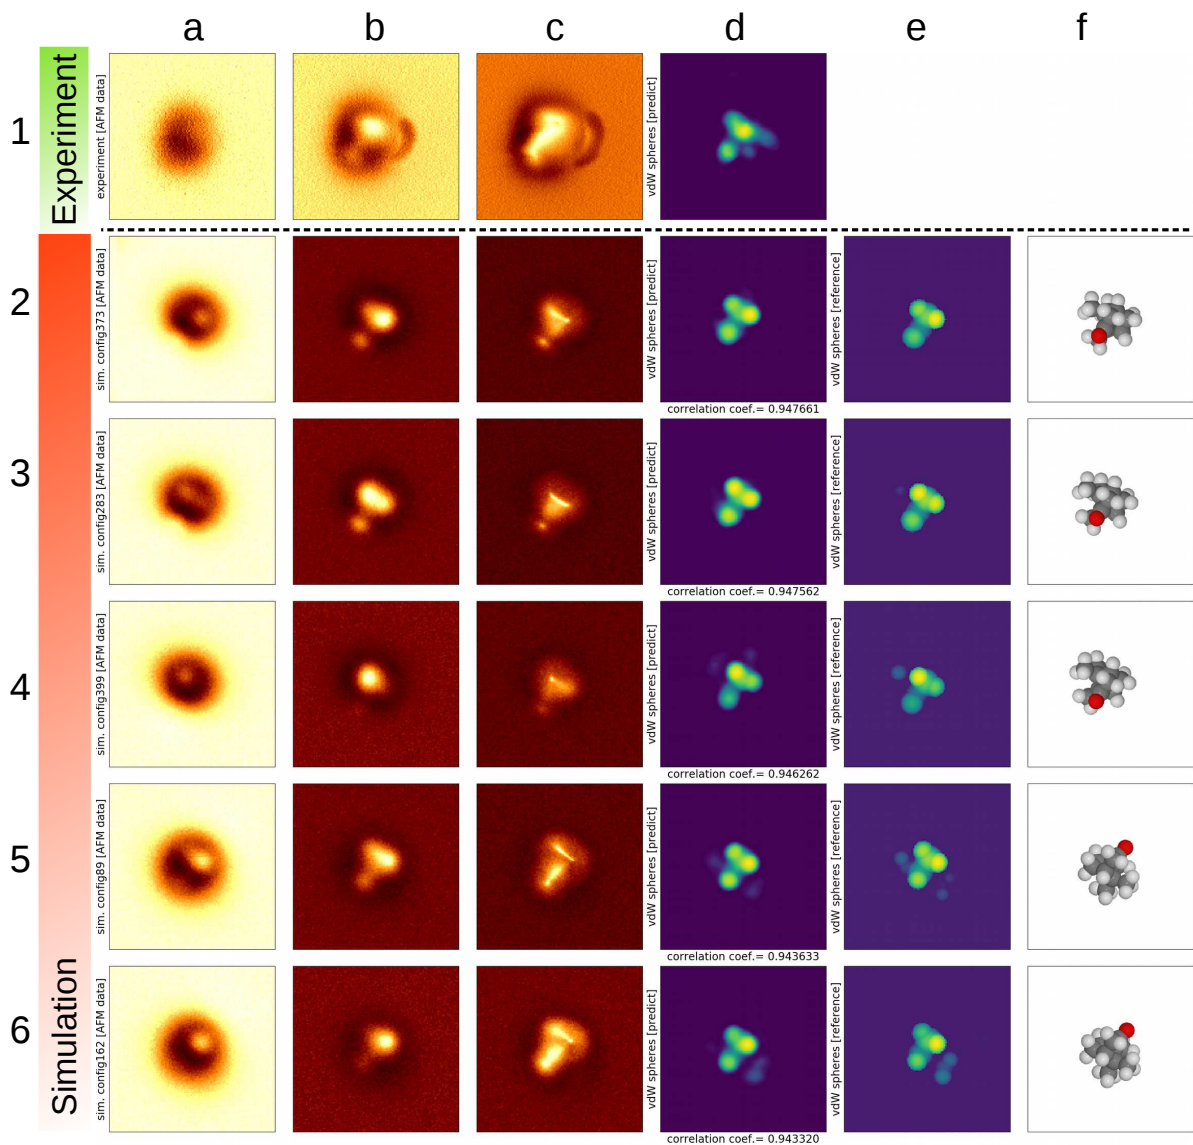 a b c d e f
Experiment
1
experiment [AFM data]
vdW spheres [predict]
Simulation
2
sim. config373 [AFM data]
vdW spheres [predict]
vdW spheres [reference]
correlation coef.= 0.947661
3
sim. config283 [AFM data]
vdW spheres [predict]
vdW spheres [reference]
correlation coef.= 0.947562
4
sim. config399 [AFM data]
vdW spheres [predict]
vdW spheres [reference]
correlation coef.= 0.946262
5
sim. config89 [AFM data]
vdW spheres [predict]
vdW spheres [reference]
correlation coef.= 0.943633
6
sim. config162 [AFM data]
vdW spheres [predict]
vdW spheres [reference]
correlation coef.= 0.943320